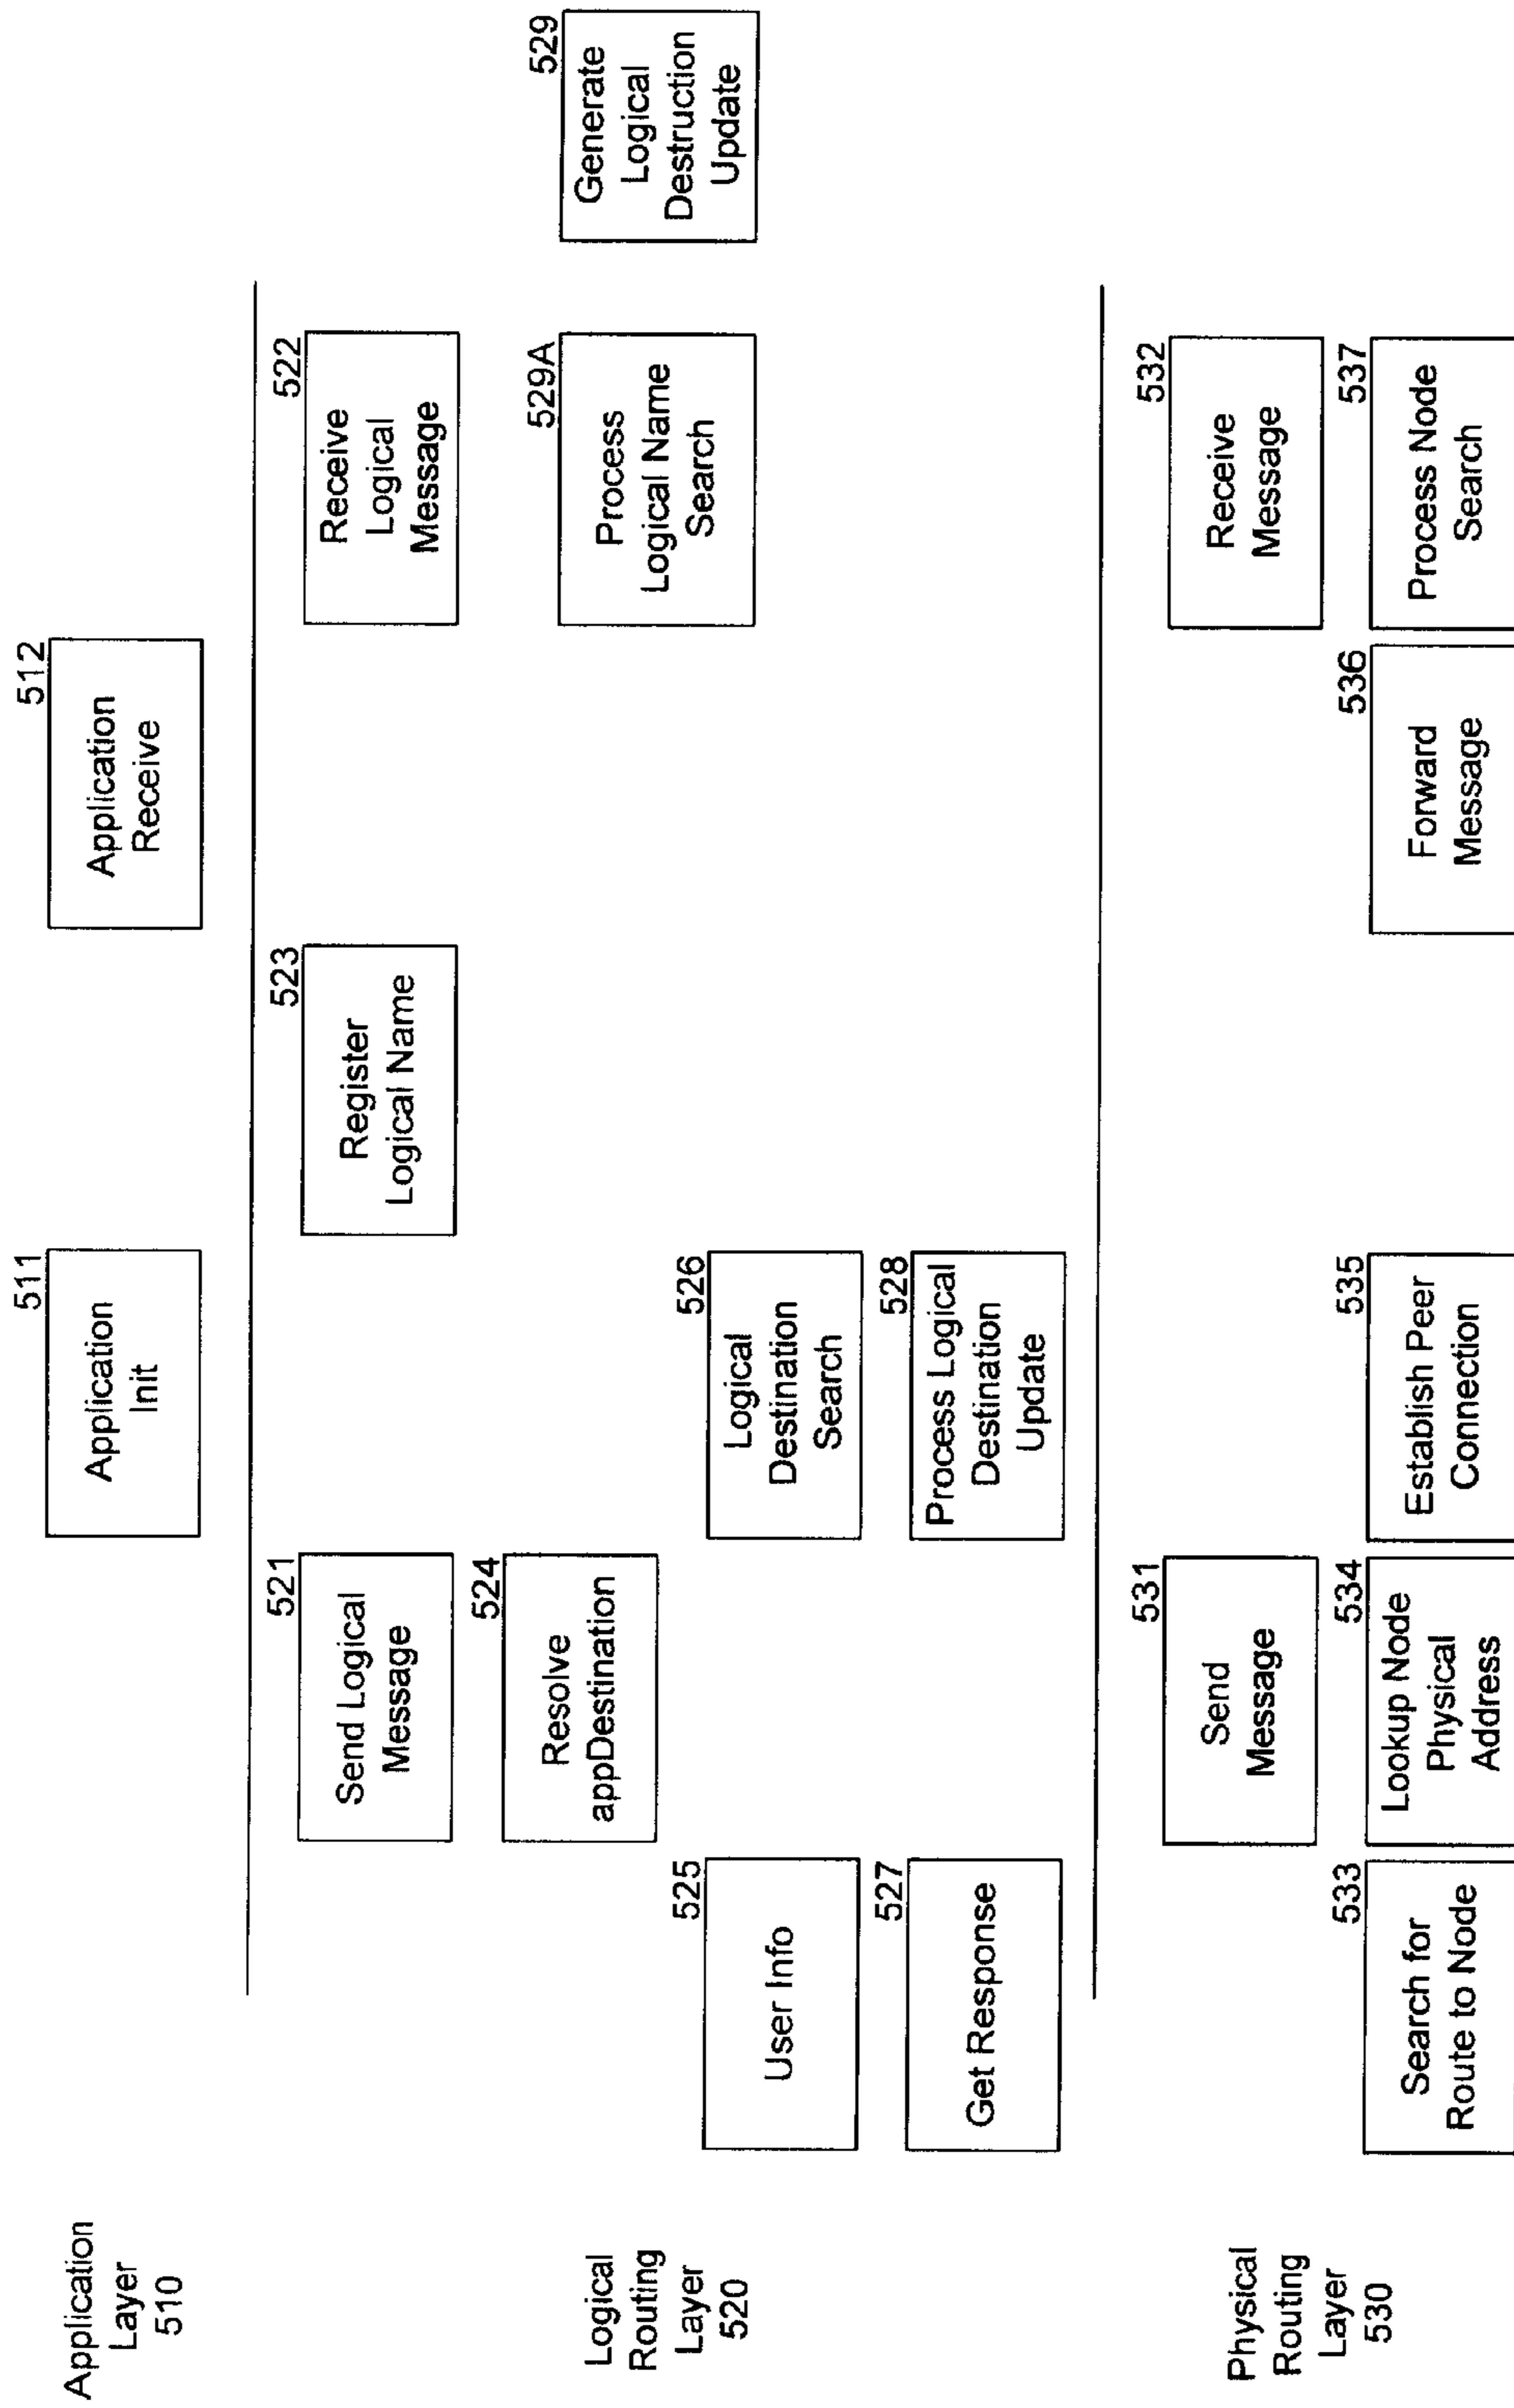 Application
Layer
510
511
Application
Init
512
Application
Receive
Logical
Routing
Layer
520
521
Send Logical
Message
523
Register
Logical Name
522
Receive
Logical
Message
524
Resolve
appDestination
529A
Process
Logical Name
Search
529
Generate
Logical
Destruction
Update
525
User Info
526
Logical
Destination
Search
527
Get Response
528
Process Logical
Destination
Update
Physical
Routing
Layer
530
531
Send
Message
532
Receive
Message
533
Search for
Route to Node
534
Lookup Node
Physical
Address
535
Establish Peer
Connection
536
Forward
Message
537
Process Node
Search